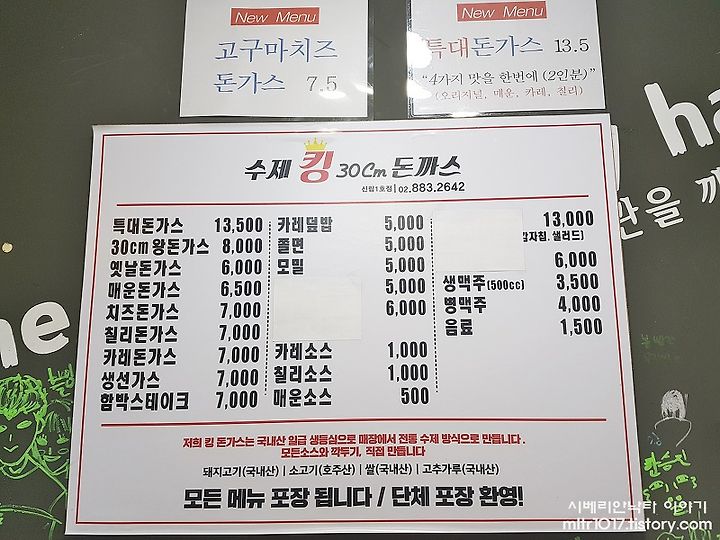 New Menu
고구마치즈
돈가스 7.5
New Menu
특대돈가스 13.5
“4가지 맛을 한번에 (2인분)”
(오리지널, 매운, 카레, 칠리)
수제 킹 30Cm 돈까스
신림1호점 | 02.883.2642
특대돈가스 13,500
30cm 왕돈가스 8,000
옛날돈가스 6,000
매운돈가스 6,500
치즈돈가스 7,000
칠리돈가스 7,000
카레돈가스 7,000
생선가스 7,000
함박스테이크 7,000
카레덮밥 5,000
쫄면 5,000
모밀 5,000
5,000
6,000
카레소스 1,000
칠리소스 1,000
매운소스 500
13,000
감자침, 샐러드)
6,000
생맥주(500cc) 3,500
병맥주 4,000
음료 1,500
저희 킹 돈가스는 국내산 일급 생등심으로 매장에서 전통 수제 방식으로 만듭니다.
모든소스와 깍두기, 직접 만듭니다
돼지고기(국내산) | 소고기(호주산) | 쌀(국내산) | 고추가루(국내산)
모든 메뉴 포장 됩니다 / 단체 포장 환영!
ha
판을 깨
me
시베리안낙타 이야기
mltr1017.tistory.com